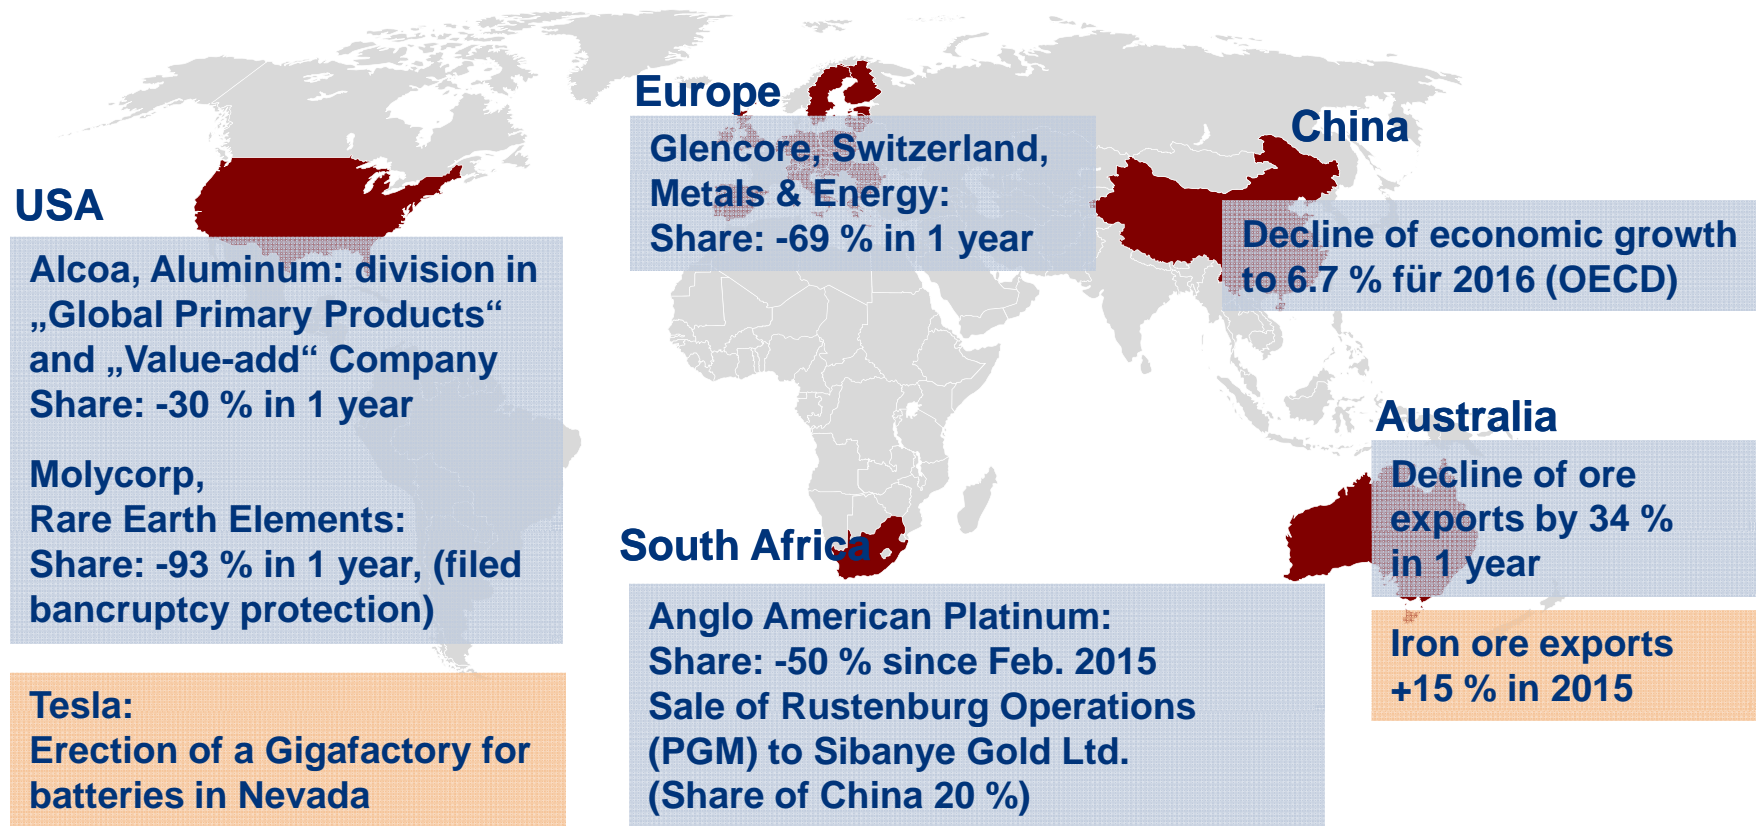 USA
Alcoa, Aluminum: division in
„Global Primary Products“
and „Value-add“ Company
Share: -30 % in 1 year
Molycorp,
Rare Earth Elements:
Share: -93 % in 1 year, (filed
bancruptcy protection)
Tesla:
Erection of a Gigafactory for
batteries in Nevada
Europe
Glencore, Switzerland,
Metals & Energy:
Share: -69 % in 1 year
South Africa
Anglo American Platinum:
Share: -50 % since Feb. 2015
Sale of Rustenburg Operations
(PGM) to Sibanye Gold Ltd.
(Share of China 20 %)
China
Decline of economic growth
to 6.7 % für 2016 (OECD)
Australia
Decline of ore
exports by 34 %
in 1 year
Iron ore exports
+15 % in 2015